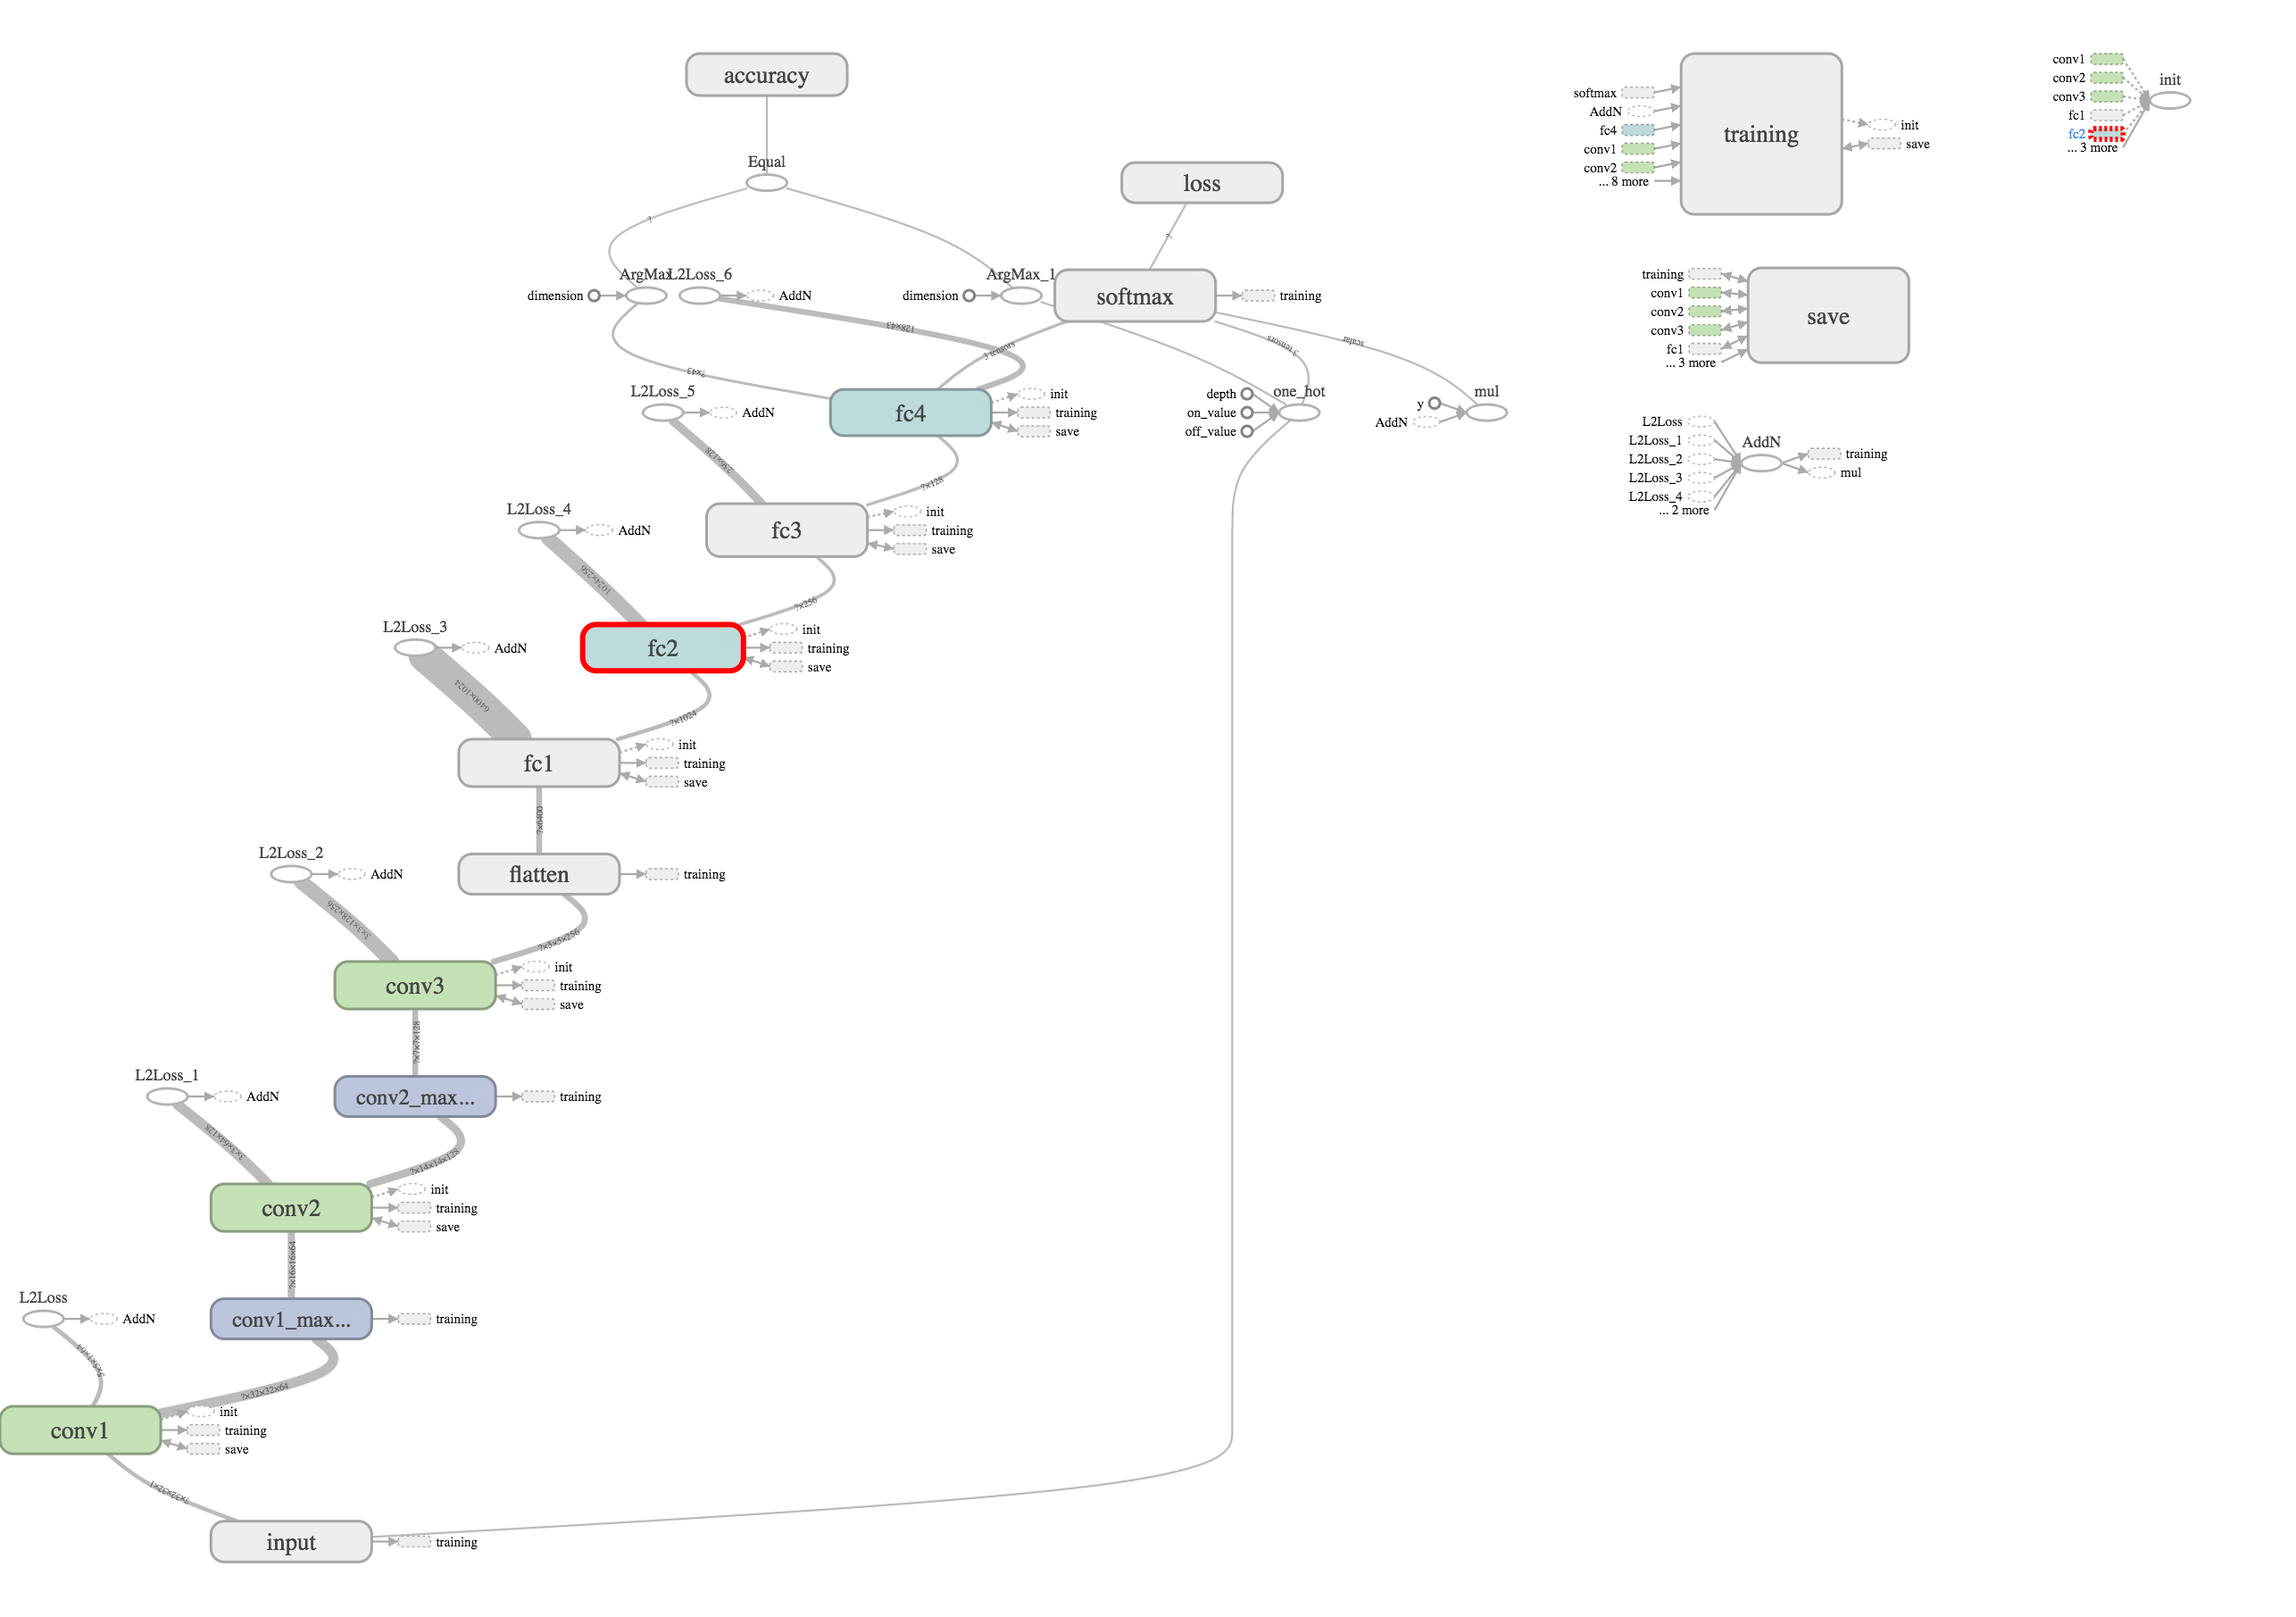 accuracy
Equal
?
loss
?
ArgMax
L2Loss_6
ArgMax_1
softmax
dimension
AddN
dimension
training
128x43
3 tensors
3 tensors
scalar
?x43
L2Loss_5
AddN
fc4
init
training
save
depth
on_value
off_value
one_hot
y
AddN
mul
256x128
?x128
L2Loss_4
AddN
fc3
init
training
save
1024x256
?x256
L2Loss_3
AddN
fc2
init
training
save
6400x1024
?x1024
fc1
init
training
save
?x6400
L2Loss_2
AddN
flatten
training
3x3x128x256
?x5x5x256
conv3
init
training
save
?x7x7x128
L2Loss_1
AddN
conv2_max...
training
3x3x64x128
?x14x14x128
conv2
init
training
save
?x16x16x64
L2Loss
AddN
conv1_max...
training
5x5x1x64
?x32x32x64
conv1
init
training
save
?x32x32x1
input
training
softmax
AddN
fc4
conv1
conv2
... 8 more
training
init
save
conv1
conv2
conv3
fc1
fc2
... 3 more
init
training
conv1
conv2
conv3
fc1
... 3 more
save
L2Loss
L2Loss_1
L2Loss_2
L2Loss_3
L2Loss_4
... 2 more
AddN
training
mul